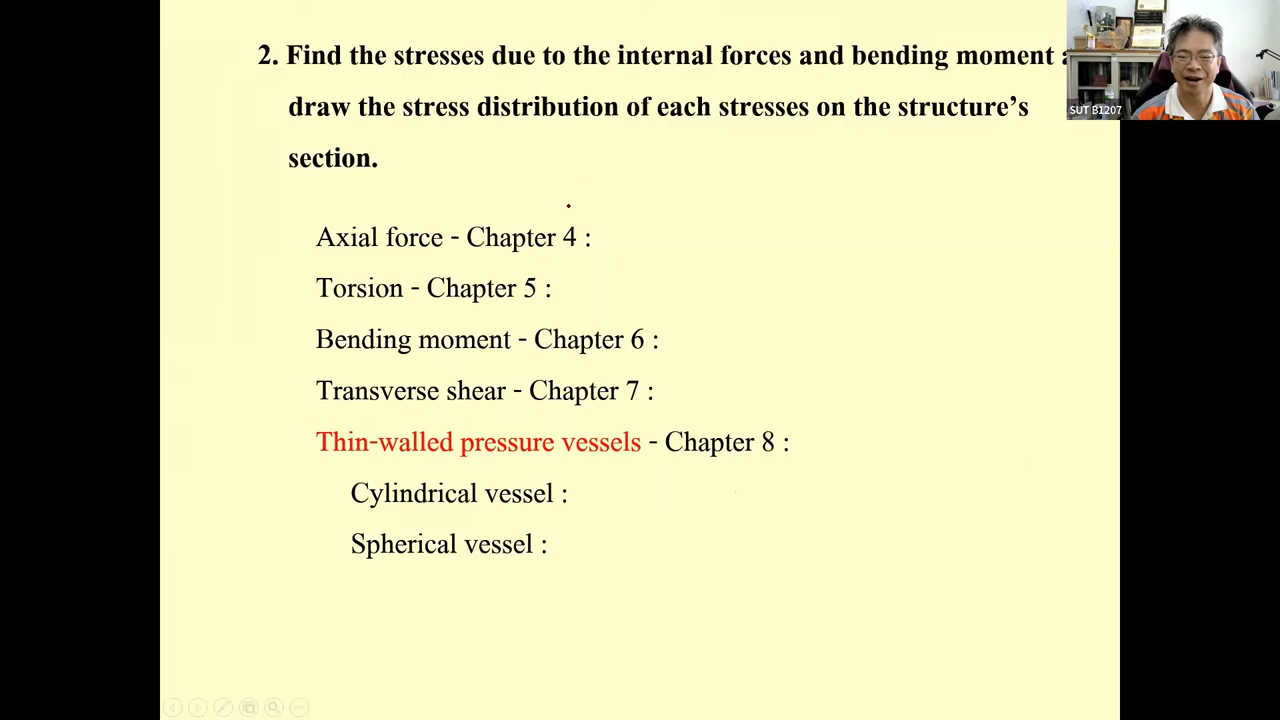 2. Find the stresses due to the internal forces and bending moment
draw the stress distribution of each stresses on the structure’s
section.
Axial force - Chapter 4 :
Torsion - Chapter 5 :
Bending moment - Chapter 6 :
Transverse shear - Chapter 7 :
Thin-walled pressure vessels - Chapter 8 :
Cylindrical vessel :
Spherical vessel :
SUT B1207